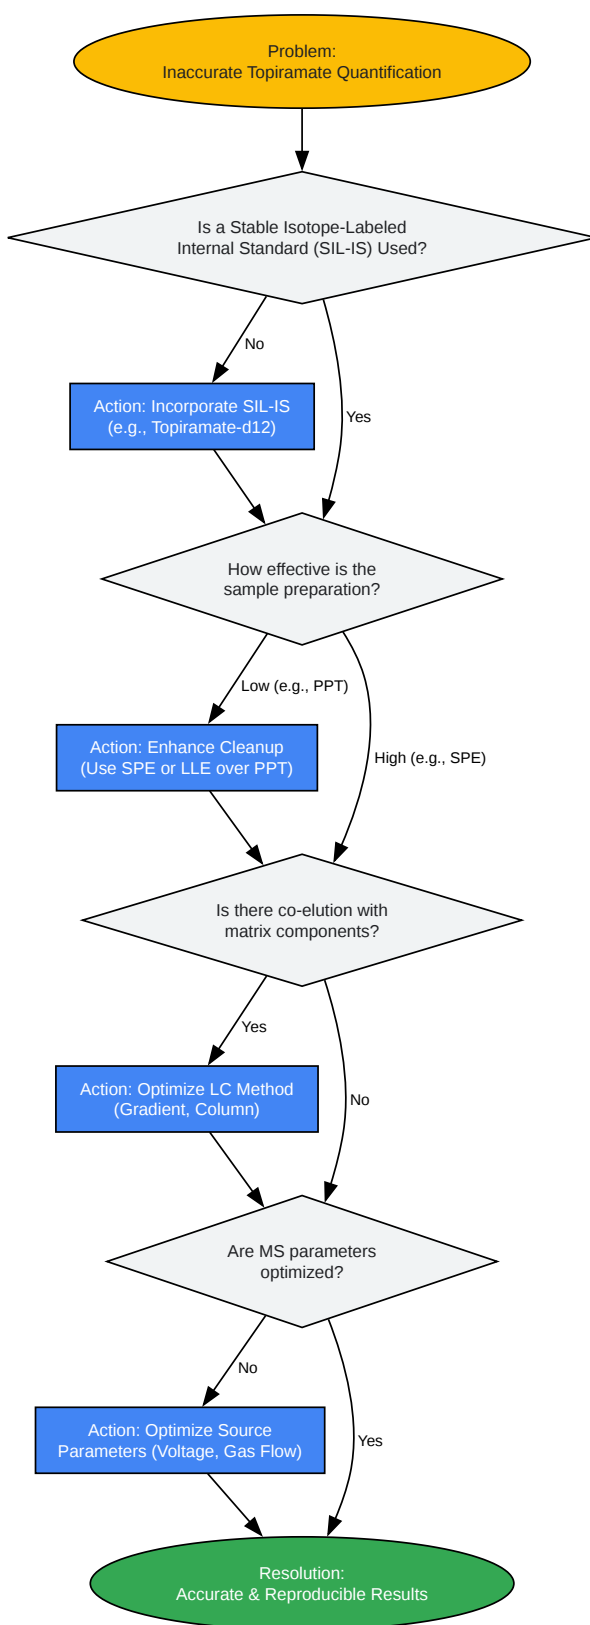 Problem:
Inaccurate Topiramate Quantification
Is a Stable Isotope-Labeled
Internal Standard (SIL-IS) Used?
No
Action: Incorporate SIL-IS
(e.g., Topiramate-d12)
Yes
How effective is the
sample preparation?
Low (e.g., PPT)
Action: Enhance Cleanup
(Use SPE or LLE over PPT)
High (e.g., SPE)
Is there co-elution with
matrix components?
Yes
Action: Optimize LC Method
(Gradient, Column)
No
Are MS parameters
optimized?
No
Action: Optimize Source
Parameters (Voltage, Gas Flow)
Yes
Resolution:
Accurate & Reproducible Results